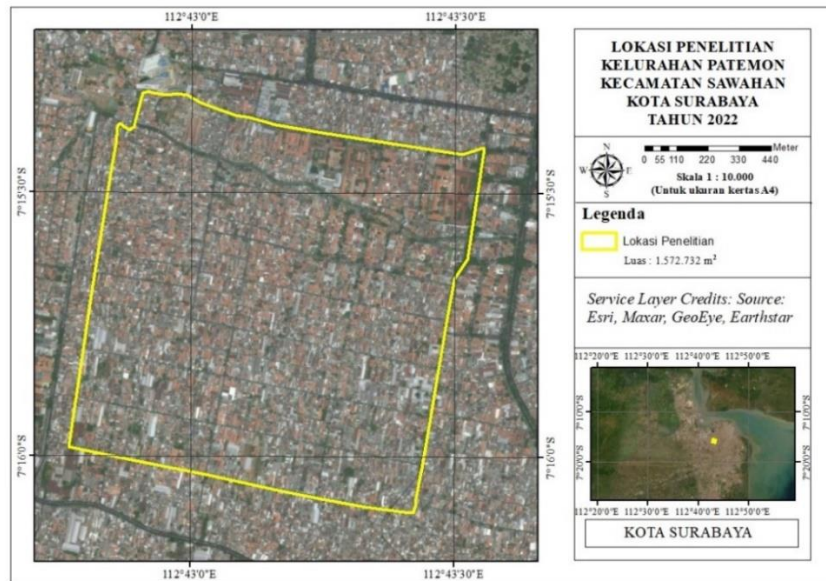 112°43'0"E
112°43'30"E
7°15'30"S
7°16'0"S
7°15'30"S
7°16'0"S
112°43'0"E
112°43'30"E
LOKASI PENELITIAN
KELURAHAN PATEMON
KECAMATAN SAWAHAN
KOTA SURABAYA
TAHUN 2022
N
W
E
S
0 55 110 220 330 440
Meter
Skala 1 : 10.000
(Untuk ukuran kertas A4)
Legenda
Lokasi Penelitian
Luas : 1.572.732 m²
Service Layer Credits: Source:
Esri, Maxar, GeoEye, Earthstar
112°20'0"E 112°30'0"E 112°40'0"E 112°50'0"E
7°10'0"S
7°20'0"S
7°10'0"S
7°20'0"S
112°20'0"E 112°30'0"E 112°40'0"E 112°50'0"E
KOTA SURABAYA